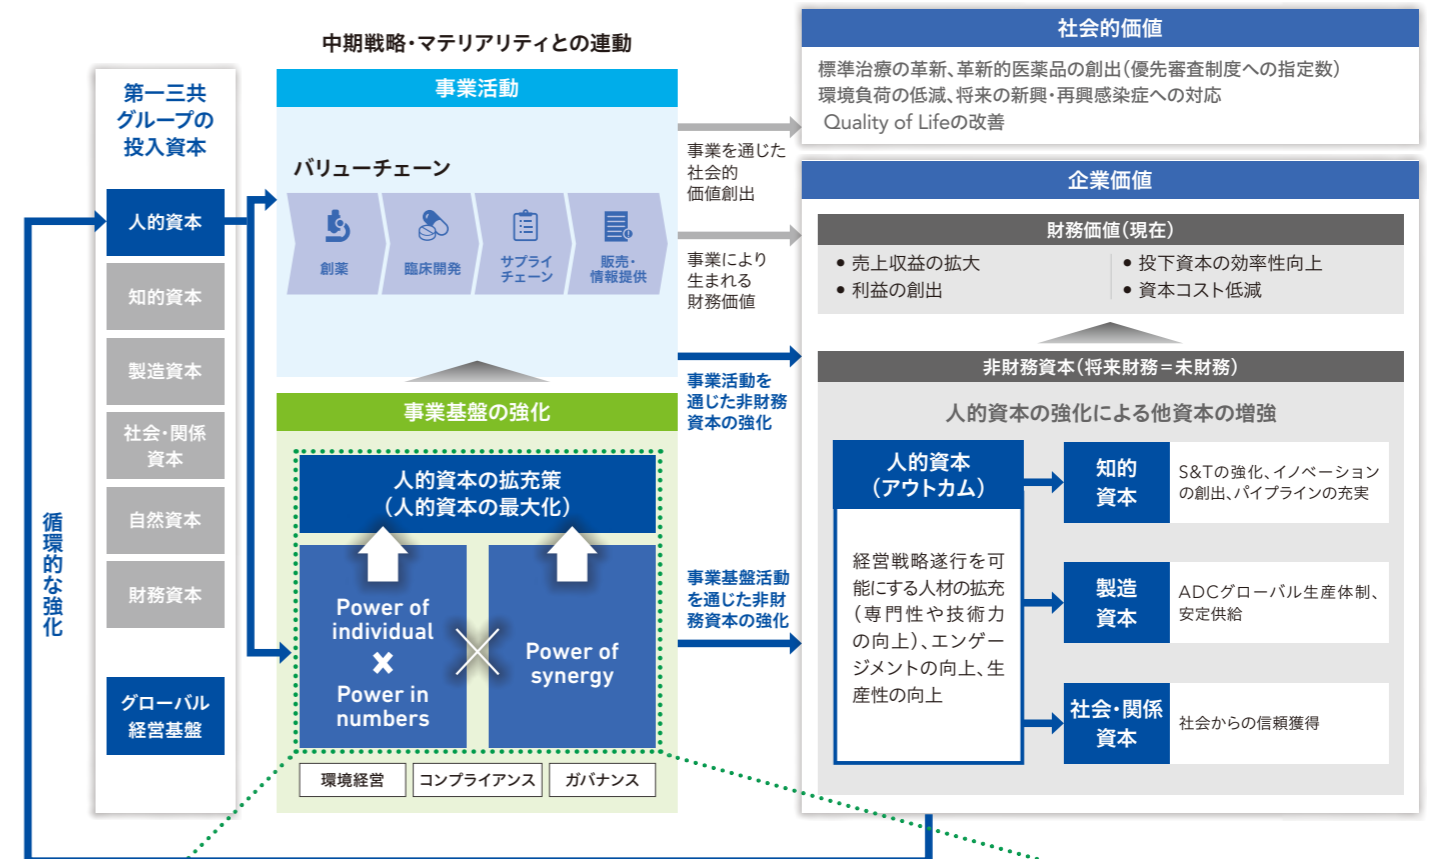 中期戦略・マテリアリティとの連動
第一三共
グループの
投入資本
人的資本
知的資本
製造資本
社会・関係
資本
自然資本
財務資本
グローバル
経営基盤
循環的な強化
事業活動
バリューチェーン
創薬
臨床開発
サプライ
チェーン
販売・
情報提供
事業基盤の強化
人的資本の拡充策
（人的資本の最大化）
Power of
individual
×
Power in
numbers
Power of
synergy
環境経営
コンプライアンス
ガバナンス
事業を通じた
社会的
価値創出
事業により
生まれる
財務価値
事業活動を
通じた非財務
資本の強化
事業基盤活動
を通じた非財
務資本の強化
社会的価値
標準治療の革新、革新的医薬品の創出（優先審査制度への指定数）
環境負荷の低減、将来の新興・再興感染症への対応
Quality of Lifeの改善
企業価値
財務価値（現在）
• 売上収益の拡大
• 利益の創出
• 投下資本の効率性向上
• 資本コスト低減
非財務資本（将来財務＝未財務）
人的資本の強化による他資本の増強
人的資本
（アウトカム）
経営戦略遂行を可
能にする人材の拡充
（専門性や技術力
の向上）、エンゲー
ジメントの向上、生
産性の向上
知的
資本
S&Tの強化、イノベーション
の創出、パイプラインの充実
製造
資本
ADCグローバル生産体制、
安定供給
社会・関係
資本
社会からの信頼獲得